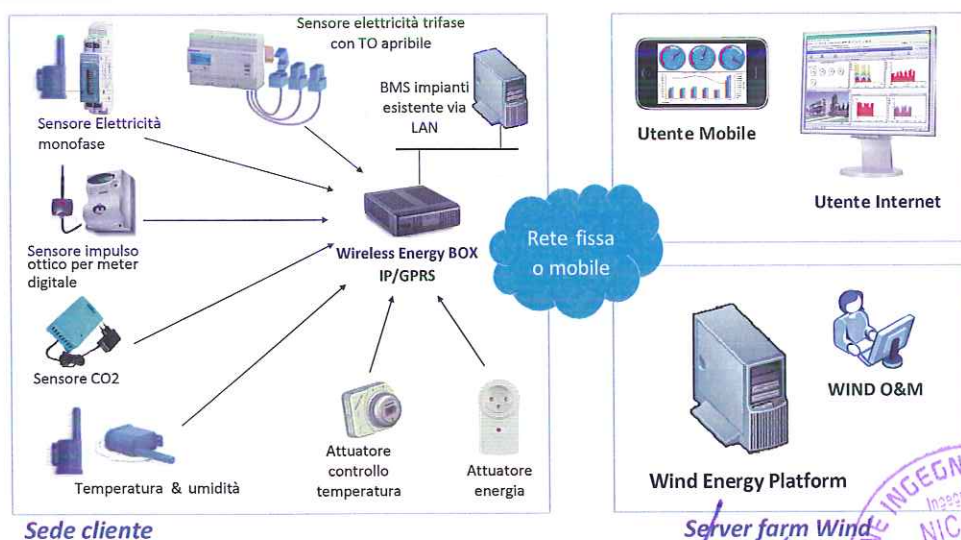 Sensore elettricità trifase
con TO apribile
BMS impianti
esistente via
LAN
Sensore Elettricità
monofase
Sensore impulso
ottico per meter
digitale
Wireless Energy BOX
IP/GPRS
Sensore CO2
Temperatura & umidità
Attuatore
controllo
temperatura
Attuatore
energia
Sede cliente
Rete fissa
o mobile
Utente Mobile
Utente Internet
WIND O&M
Wind Energy Platform
Server farm Wind
INGEGN
NIC